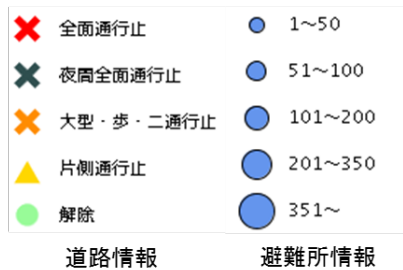 全面通行止
夜間全面通行止
大型・歩・二通行止
片側通行止
解除
道路情報
1～50
51～100
101～200
201～350
351～
避難所情報